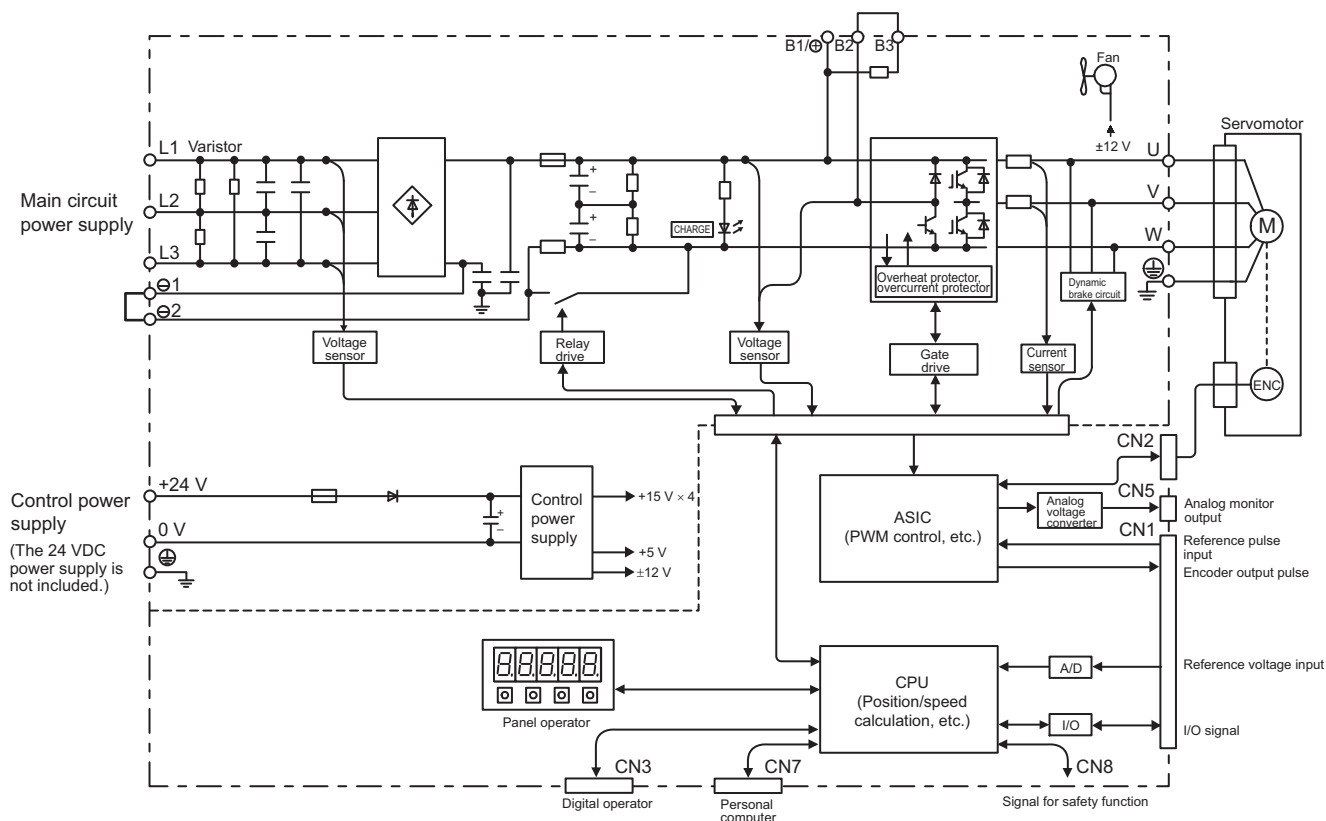 B1/⊕
B2
B3
Fan
±12 V
Servomotor
L1
Varistor
L2
L3
⊖1
⊖2
Main circuit
power supply
+
–
+
–
CHARGE
Overheat protector,
overcurrent protector
U
V
W
M
Dynamic
brake circuit
Voltage
sensor
Relay
drive
Voltage
sensor
Gate
drive
Current
sensor
ENC
Control power
supply
(The 24 VDC
power supply is
not included.)
+24 V
0 V
+
–
Control
power
supply
+15 V × 4
+5 V
±12 V
ASIC
(PWM control, etc.)
Analog
voltage
converter
CN2
CN5
Analog monitor
output
CN1
Reference pulse
input
Encoder output pulse
8.8.8.8.8.
Panel operator
CPU
(Position/speed
calculation, etc.)
A/D
Reference voltage input
I/O
I/O signal
CN3
Digital operator
CN7
Personal
computer
CN8
Signal for safety function